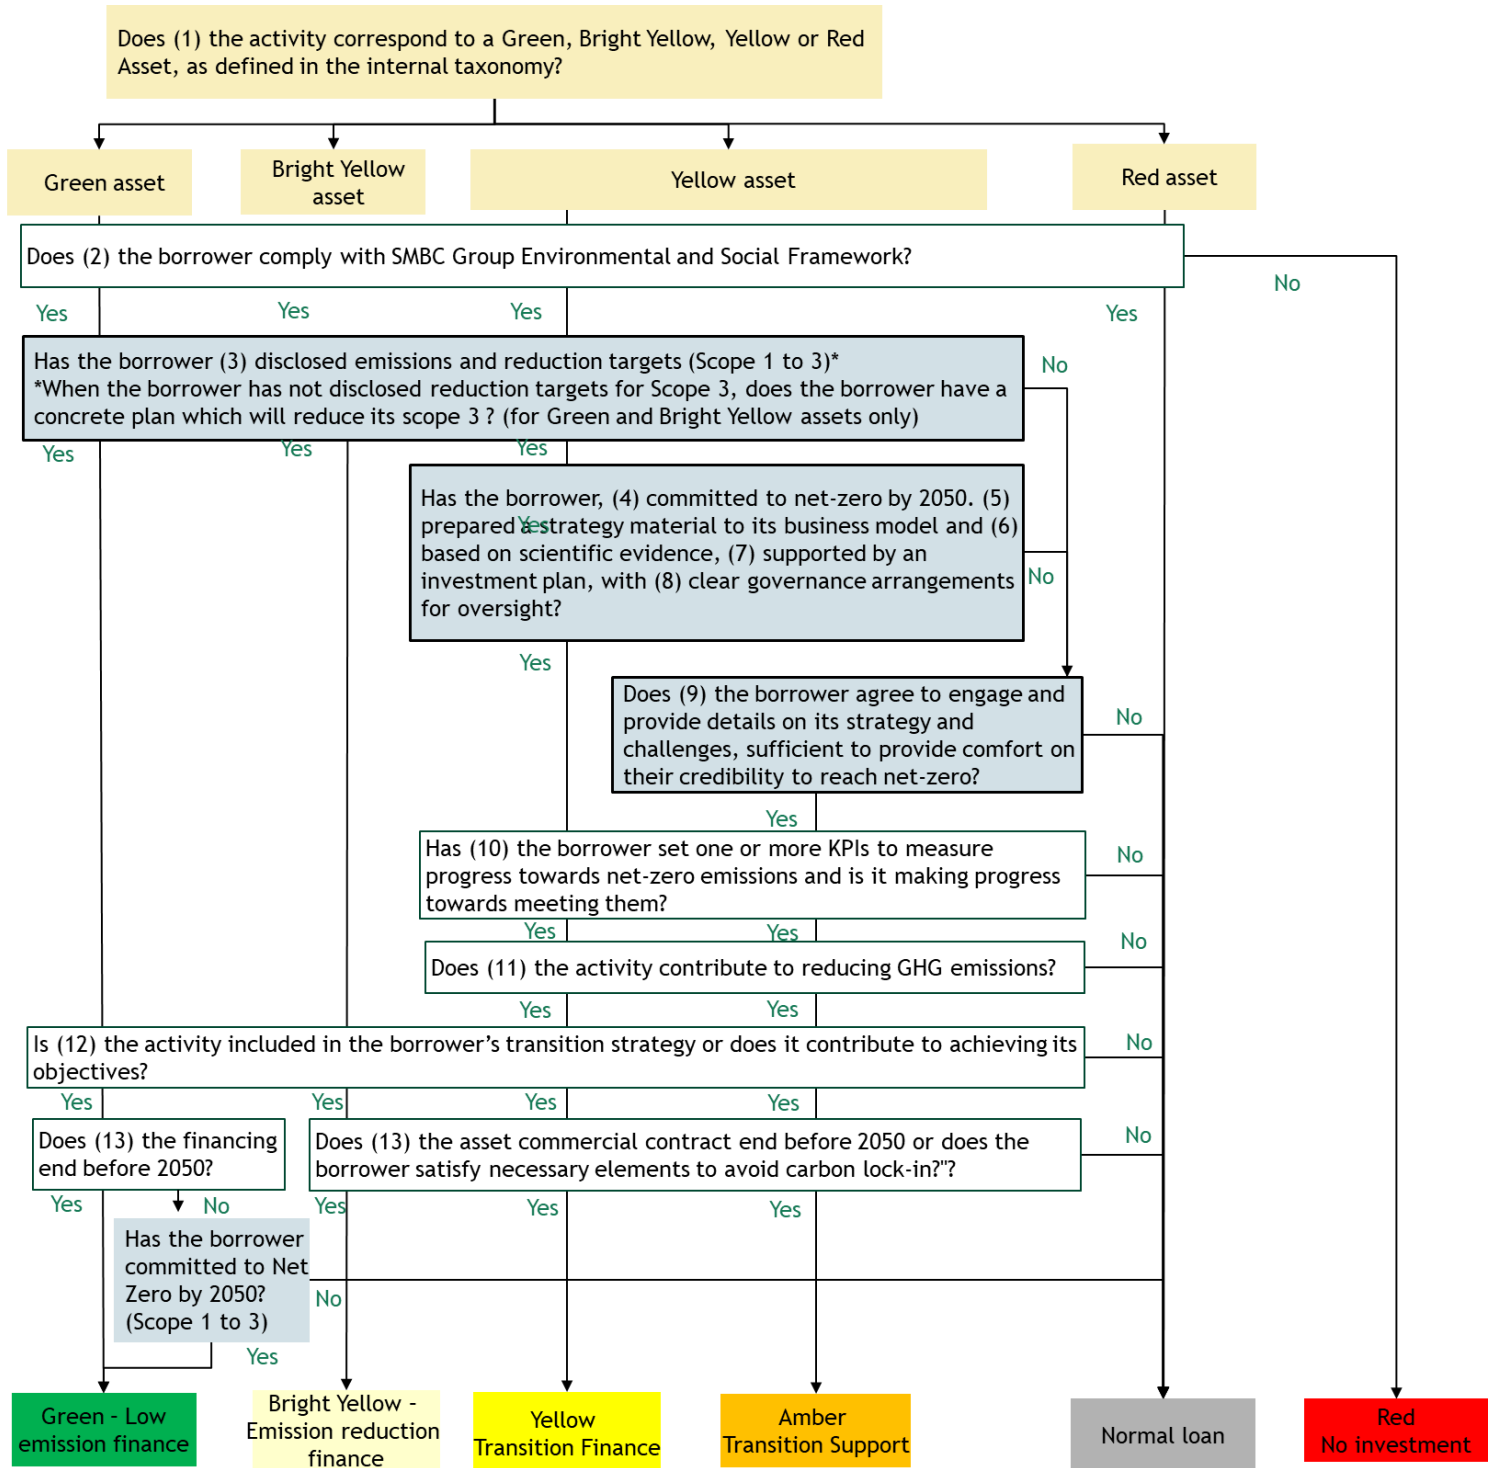 Does (1) the activity correspond to a Green, Bright Yellow, Yellow or Red
Asset, as defined in the internal taxonomy?
Green asset
Bright Yellow
asset
Yellow asset
Red asset
Does (2) the borrower comply with SMBC Group Environmental and Social Framework?
No
Yes
Yes
Yes
Yes
Has the borrower (3) disclosed emissions and reduction targets (Scope 1 to 3)*
*When the borrower has not disclosed reduction targets for Scope 3, does the borrower have a
concrete plan which will reduce its scope 3 ? (for Green and Bright Yellow assets only)
No
Yes
Yes
Yes
Has the borrower, (4) committed to net-zero by 2050. (5)
prepared a strategy material to its business model and (6)
based on scientific evidence, (7) supported by an
investment plan, with (8) clear governance arrangements
for oversight?
Yes
No
Yes
Does (9) the borrower agree to engage and
provide details on its strategy and
challenges, sufficient to provide comfort on
their credibility to reach net-zero?
No
Yes
Has (10) the borrower set one or more KPIs to measure
progress towards net-zero emissions and is it making progress
towards meeting them?
No
Yes
Yes
Does (11) the activity contribute to reducing GHG emissions?
No
Yes
Yes
Is (12) the activity included in the borrower's transition strategy or does it contribute to achieving its
objectives?
No
Yes
Yes
Yes
Yes
Does (13) the financing
end before 2050?
Does (13) the asset commercial contract end before 2050 or does the
borrower satisfy necessary elements to avoid carbon lock-in?"?
No
Yes
No
Yes
Yes
Yes
Has the borrower
committed to Net
Zero by 2050?
(Scope 1 to 3)
No
Yes
Green - Low
emission finance
Bright Yellow –
Emission reduction
finance
Yellow
Transition Finance
Amber
Transition Support
Normal loan
Red
No investment